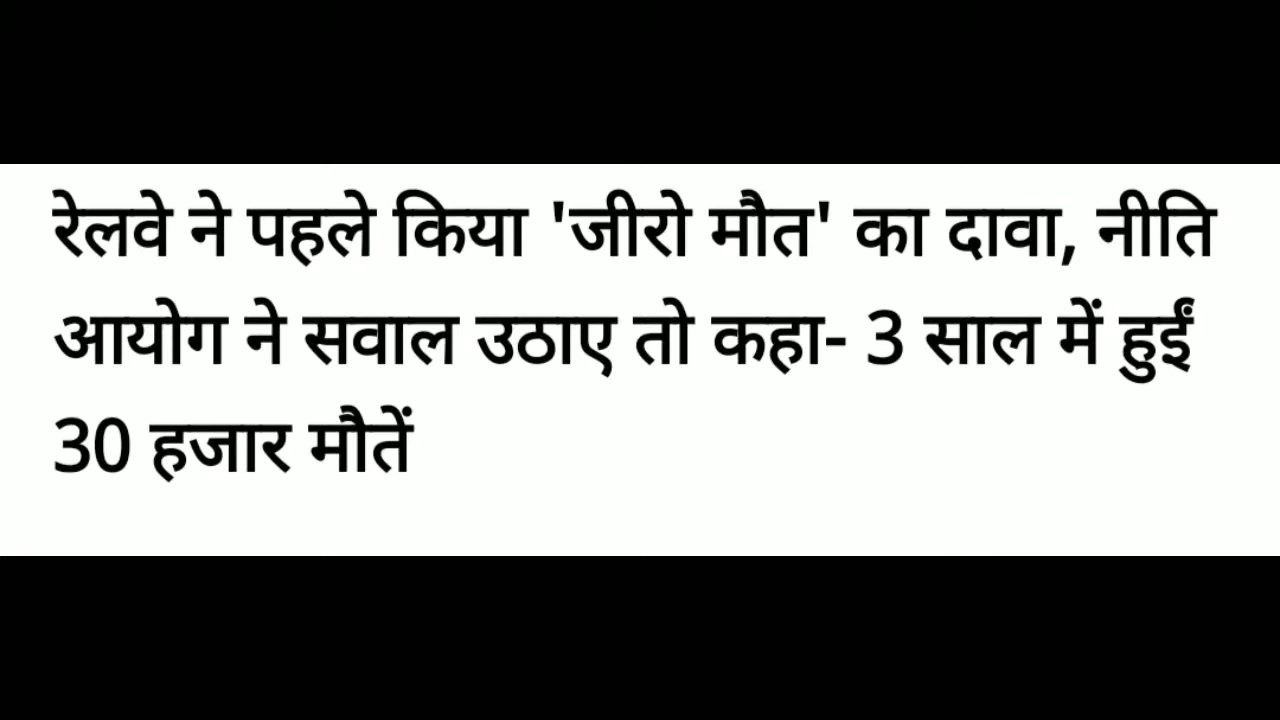 रेलवे ने पहले किया 'जीरो मौत' का दावा, नीति
आयोग ने सवाल उठाए तो कहा- 3 साल में हुईं
30 हजार मौतें